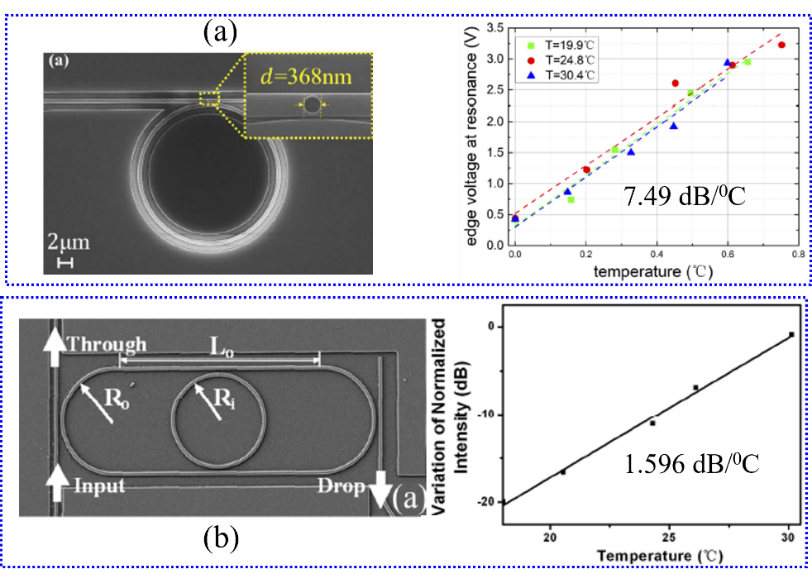 (a)
(a)
d=368nm
2μm
edge voltage at resonance (V)
3.5
3.0
2.5
2.0
1.5
1.0
0.5
0.0
T=19.9℃
T=24.8℃
T=30.4℃
7.49 dB/⁰C
0.0 0.2 0.4 0.6 0.8
temperature (℃)
Through
Lₒ
Rₒ
Rᵢ
Input
Drop
(a)
(b)
Variation of Normalized
Intensity (dB)
0
-10
-20
1.596 dB/⁰C
20 25 30
Temperature (℃)